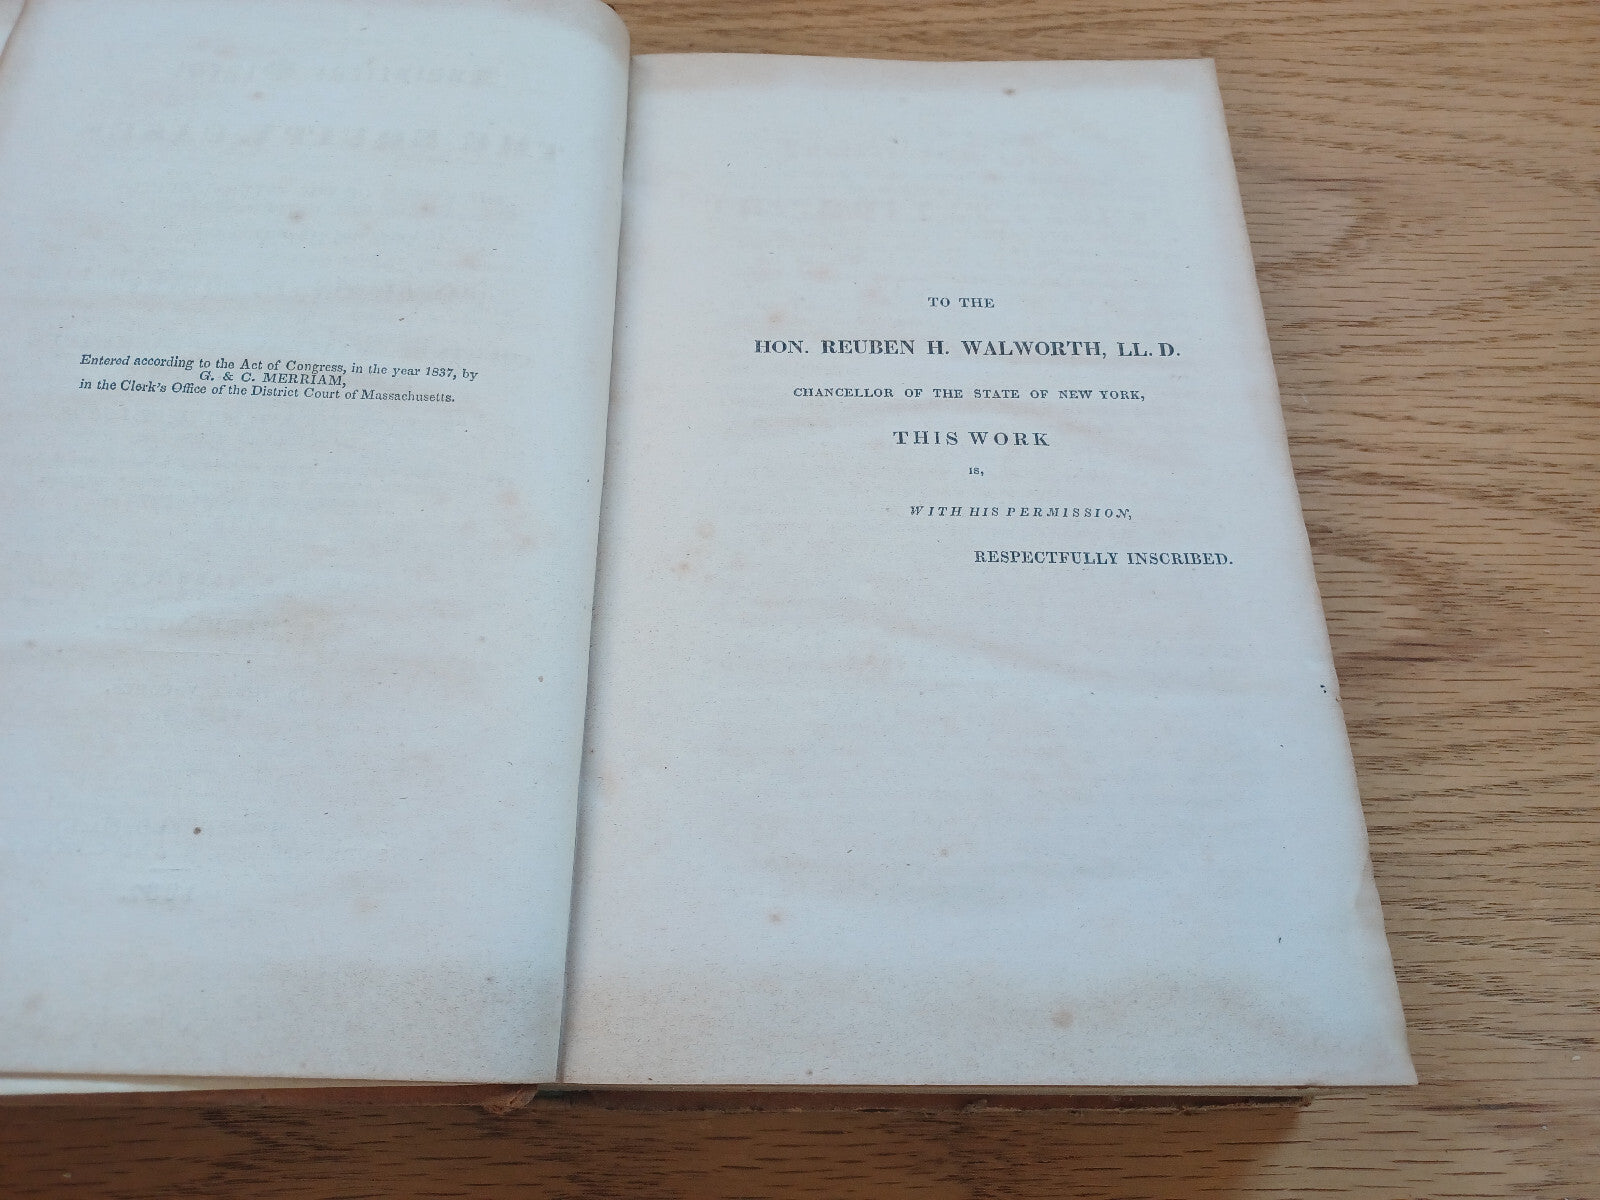 Entered according to the Act of Congress, in the year 1837, by
G. & C. MERRIAM,
in the Clerk's Office of the District Court of Massachusetts.
TO THE
HON. REUBEN H. WALWORTH, LL. D.
CHANCELLOR OF THE STATE OF NEW YORK,
THIS WORK
IS,
WITH HIS PERMISSION,
RESPECTFULLY INSCRIBED.